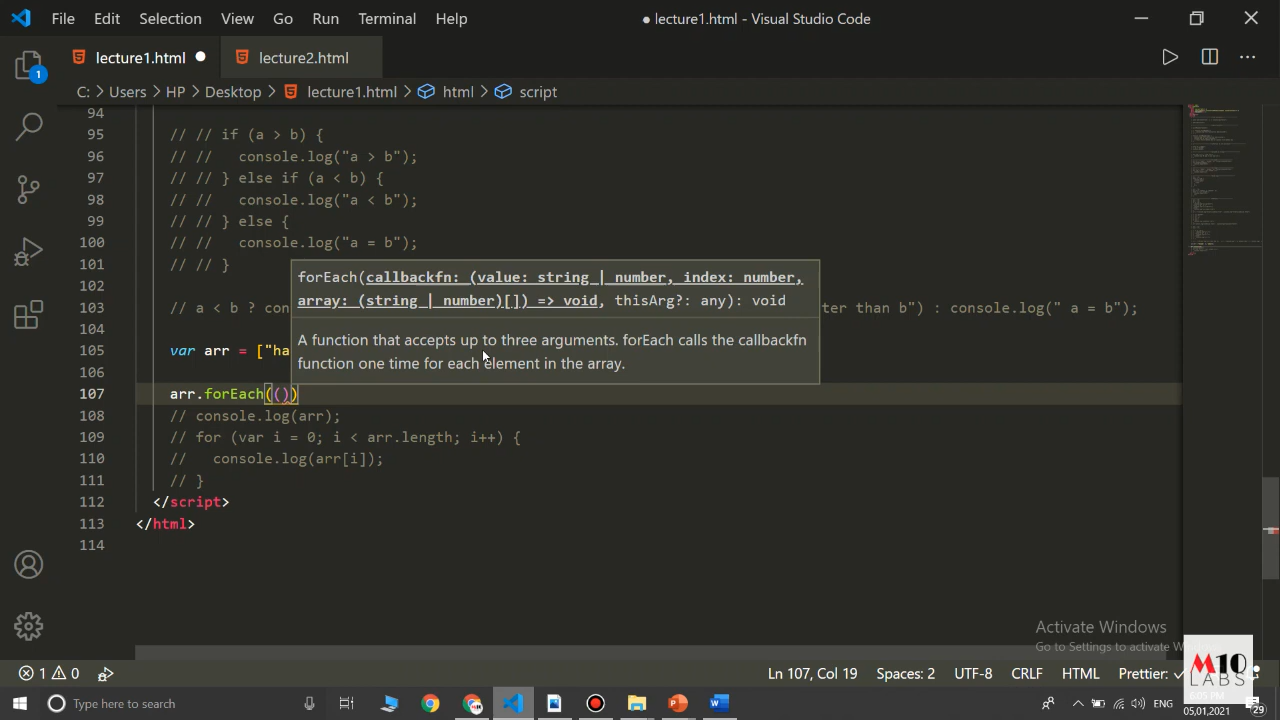 File Edit Selection View Go Run Terminal Help
● lecture1.html - Visual Studio Code
lecture1.html
lecture2.html
C: > Users > HP > Desktop > lecture1.html > html > script
94
95 // // if (a > b) {
96 // //   console.log("a > b");
97 // // } else if (a < b) {
98 // //   console.log("a < b");
99 // // } else {
100 // //   console.log("a = b");
101 // // }
102
forEach(callbackfn: (value: string | number, index: number,
array: (string | number)[]) => void, thisArg?: any): void
A function that accepts up to three arguments. forEach calls the callbackfn
function one time for each element in the array.
103 // a < b ? con ter than b") : console.log(" a = b");
104
105 var arr = ["ha
106
107 arr.forEach(())
108 // console.log(arr);
109 // for (var i = 0; i < arr.length; i++) {
110 //   console.log(arr[i]);
111 // }
112 </script>
113 </html>
114
Activate Windows
Go to Settings to activate W
1
1 0
Ln 107, Col 19 Spaces: 2 UTF-8 CRLF HTML Prettier: ✓
M10
LABS
Type here to search
ENG
6:05 PM
05.01.2021
29